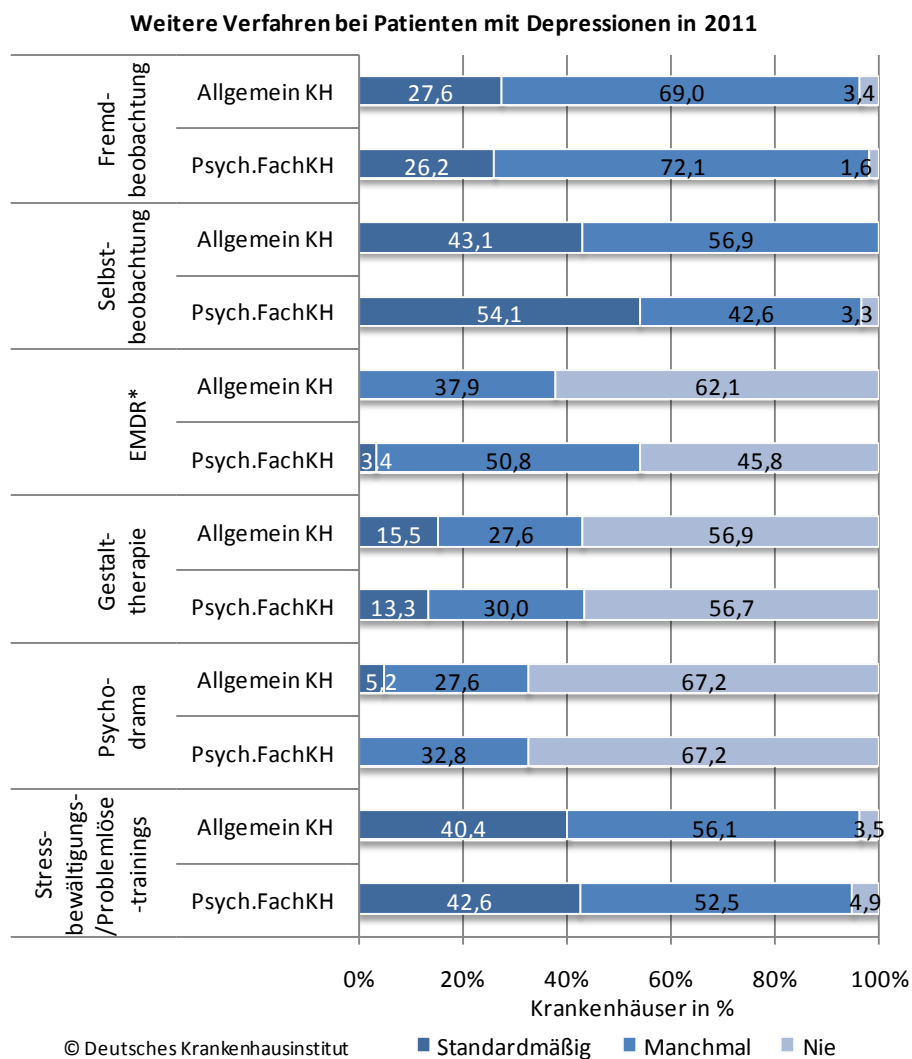 Weitere Verfahren bei Patienten mit Depressionen in 2011
Fremd-
beobachtung
Allgemein KH
27,6 69,0 3,4
Psych.FachKH
26,2 72,1 1,6
Selbst-
beobachtung
Allgemein KH
43,1 56,9
Psych.FachKH
54,1 42,6 3,3
EMDR*
Allgemein KH
37,9 62,1
Psych.FachKH
3,4 50,8 45,8
Gestalt-
therapie
Allgemein KH
15,5 27,6 56,9
Psych.FachKH
13,3 30,0 56,7
Psycho-
drama
Allgemein KH
5,2 27,6 67,2
Psych.FachKH
32,8 67,2
Stress-
bewältigungs-
/Problemlöse
-trainings
Allgemein KH
40,4 56,1 3,5
Psych.FachKH
42,6 52,5 4,9
0% 20% 40% 60% 80% 100%
Krankenhäuser in %
© Deutsches Krankenhausinstitut Standardmäßig Manchmal Nie